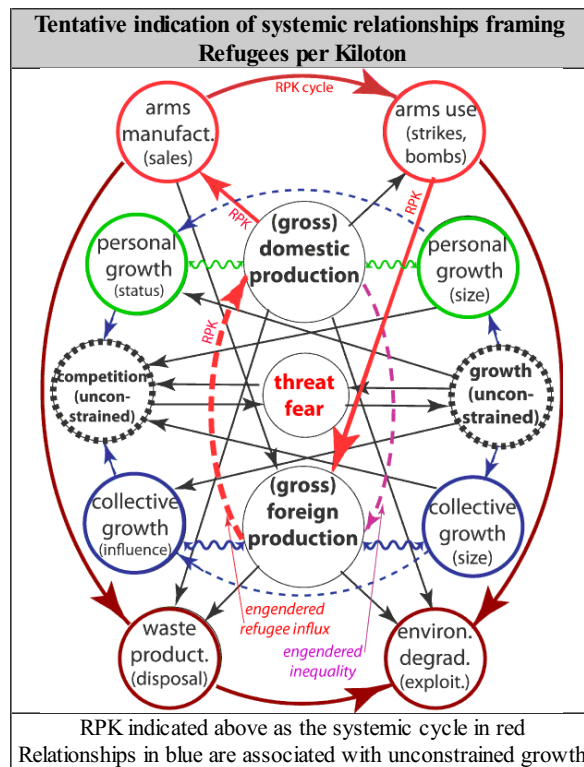 Tentative indication of systemic relationships framing
Refugees per Kiloton
RPK cycle
arms
manufact.
(sales)
arms use
(strikes,
bombs)
RPK
RPK
(gross)
domestic
production
personal
growth
(status)
personal
growth
(size)
RPK
competition
(uncon-
strained)
threat
fear
growth
(uncon-
strained)
(gross)
foreign
production
collective
growth
(influence)
collective
growth
(size)
engendered
refugee influx
engendered
inequality
waste
product.
(disposal)
environ.
degrad.
(exploit.)
RPK indicated above as the systemic cycle in red
Relationships in blue are associated with unconstrained growth